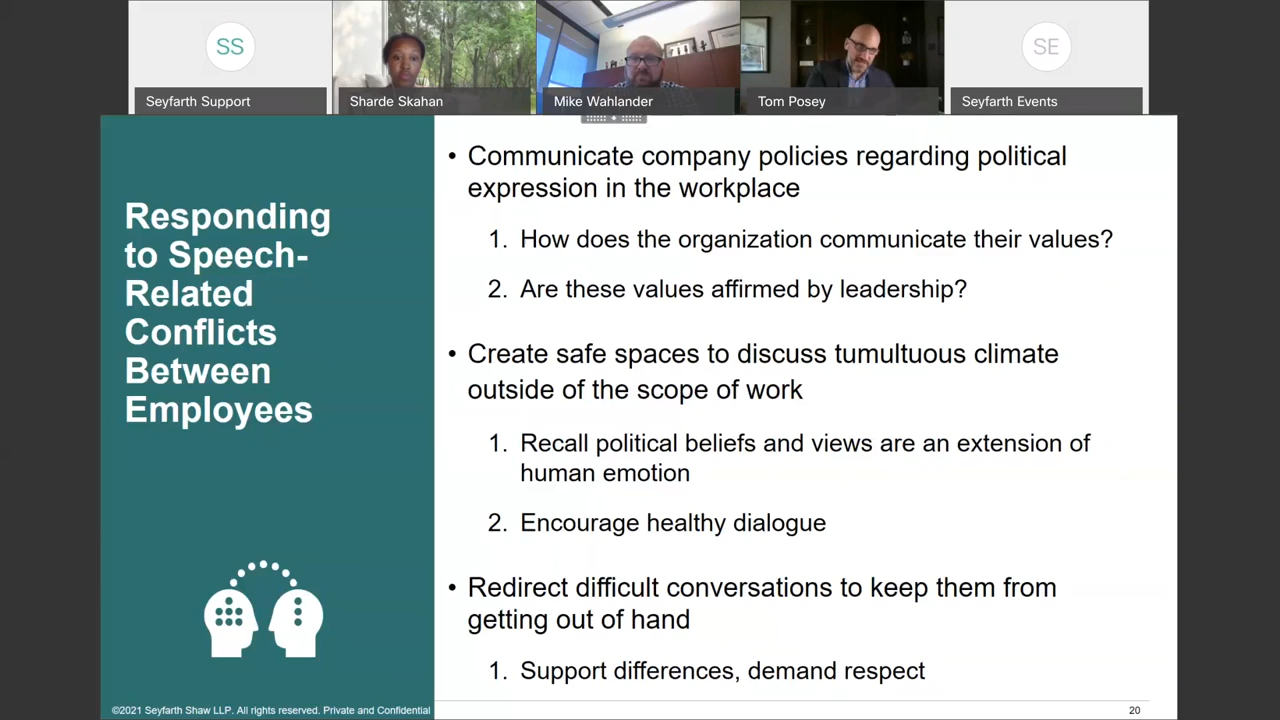 SS
SE
Seyfarth Support
Sharde Skahan
Mike Wahlander
Tom Posey
Seyfarth Events
Responding
to Speech-
Related
Conflicts
Between
Employees
• Communicate company policies regarding political
expression in the workplace
1. How does the organization communicate their values?
2. Are these values affirmed by leadership?
• Create safe spaces to discuss tumultuous climate
outside of the scope of work
1. Recall political beliefs and views are an extension of
human emotion
2. Encourage healthy dialogue
• Redirect difficult conversations to keep them from
getting out of hand
1. Support differences, demand respect
©2021 Seyfarth Shaw LLP. All rights reserved. Private and Confidential
20